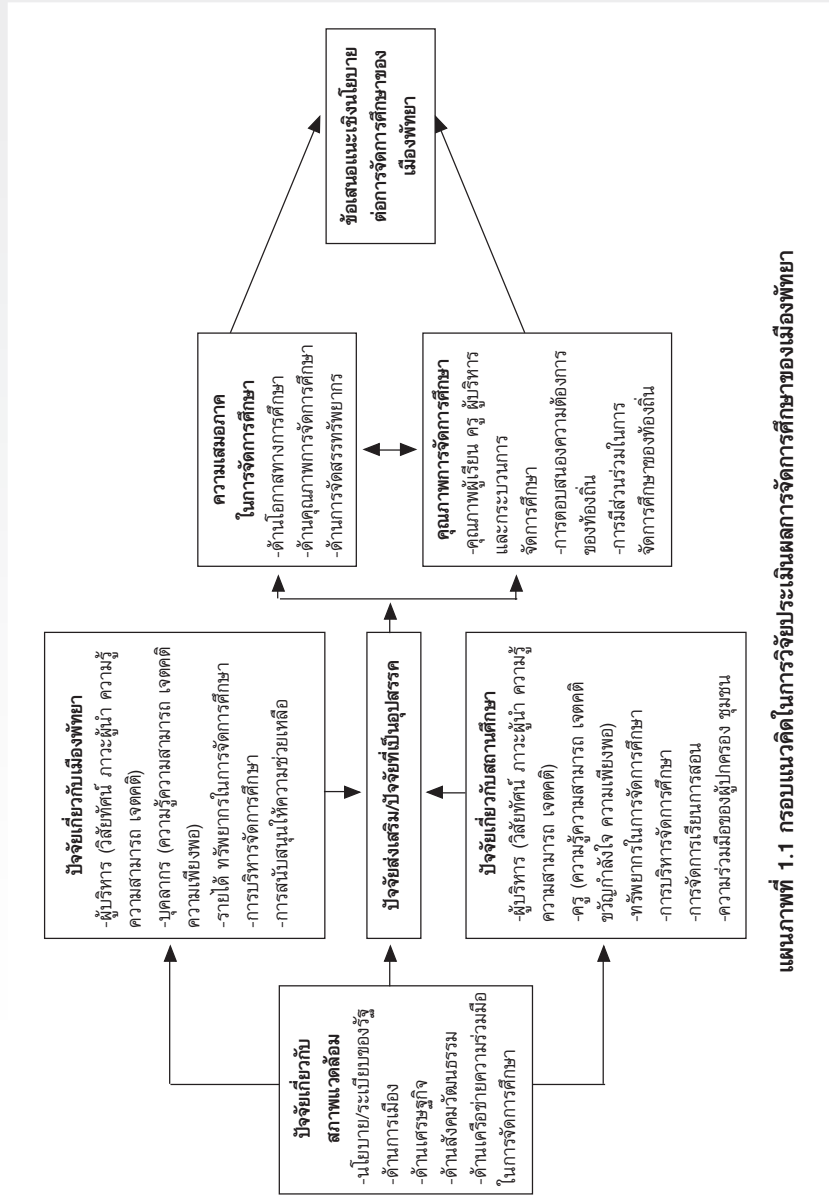 ปัจจัยเกี่ยวกับ
สภาพแวดล้อม
-นโยบาย/ระเบียบของรัฐ
-ด้านการเมือง
-ด้านเศรษฐกิจ
-ด้านสังคมวัฒนธรรม
-ด้านเครือข่ายความร่วมมือ
ในการจัดการศึกษา
ปัจจัยเกี่ยวกับเมืองพัทยา
-ผู้บริหาร (วิสัยทัศน์ ภาวะผู้นำ ความรู้
ความสามารถ เจตคติ)
-บุคลากร (ความรู้ความสามารถ เจตคติ
ความเพียงพอ)
-รายได้ ทรัพยากรในการจัดการศึกษา
-การบริหารจัดการศึกษา
-การสนับสนุนให้ความช่วยเหลือ
ปัจจัยส่งเสริม/ปัจจัยที่เป็นอุปสรรค
ปัจจัยเกี่ยวกับสถานศึกษา
-ผู้บริหาร (วิสัยทัศน์ ภาวะผู้นำ ความรู้
ความสามารถ เจตคติ)
-ครู (ความรู้ความสามารถ เจตคติ
ขวัญกำลังใจ ความเพียงพอ)
-ทรัพยากรในการจัดการศึกษา
-การบริหารจัดการศึกษา
-การจัดการเรียนการสอน
-ความร่วมมือของผู้ปกครอง ชุมชน
ความเสมอภาค
ในการจัดการศึกษา
-ด้านโอกาสทางการศึกษา
-ด้านคุณภาพการจัดการศึกษา
-ด้านการจัดสรรทรัพยากร
คุณภาพการจัดการศึกษา
-คุณภาพผู้เรียน ครู ผู้บริหาร
และกระบวนการ
จัดการศึกษา
-การตอบสนองความต้องการ
ของท้องถิ่น
-การมีส่วนร่วมในการ
จัดการศึกษาของท้องถิ่น
ข้อเสนอแนะเชิงนโยบาย
ต่อการจัดการศึกษาของ
เมืองพัทยา
แผนภาพที่ 1.1 กรอบแนวคิดในการวิจัยประเมินผลการจัดการศึกษาของเมืองพัทยา